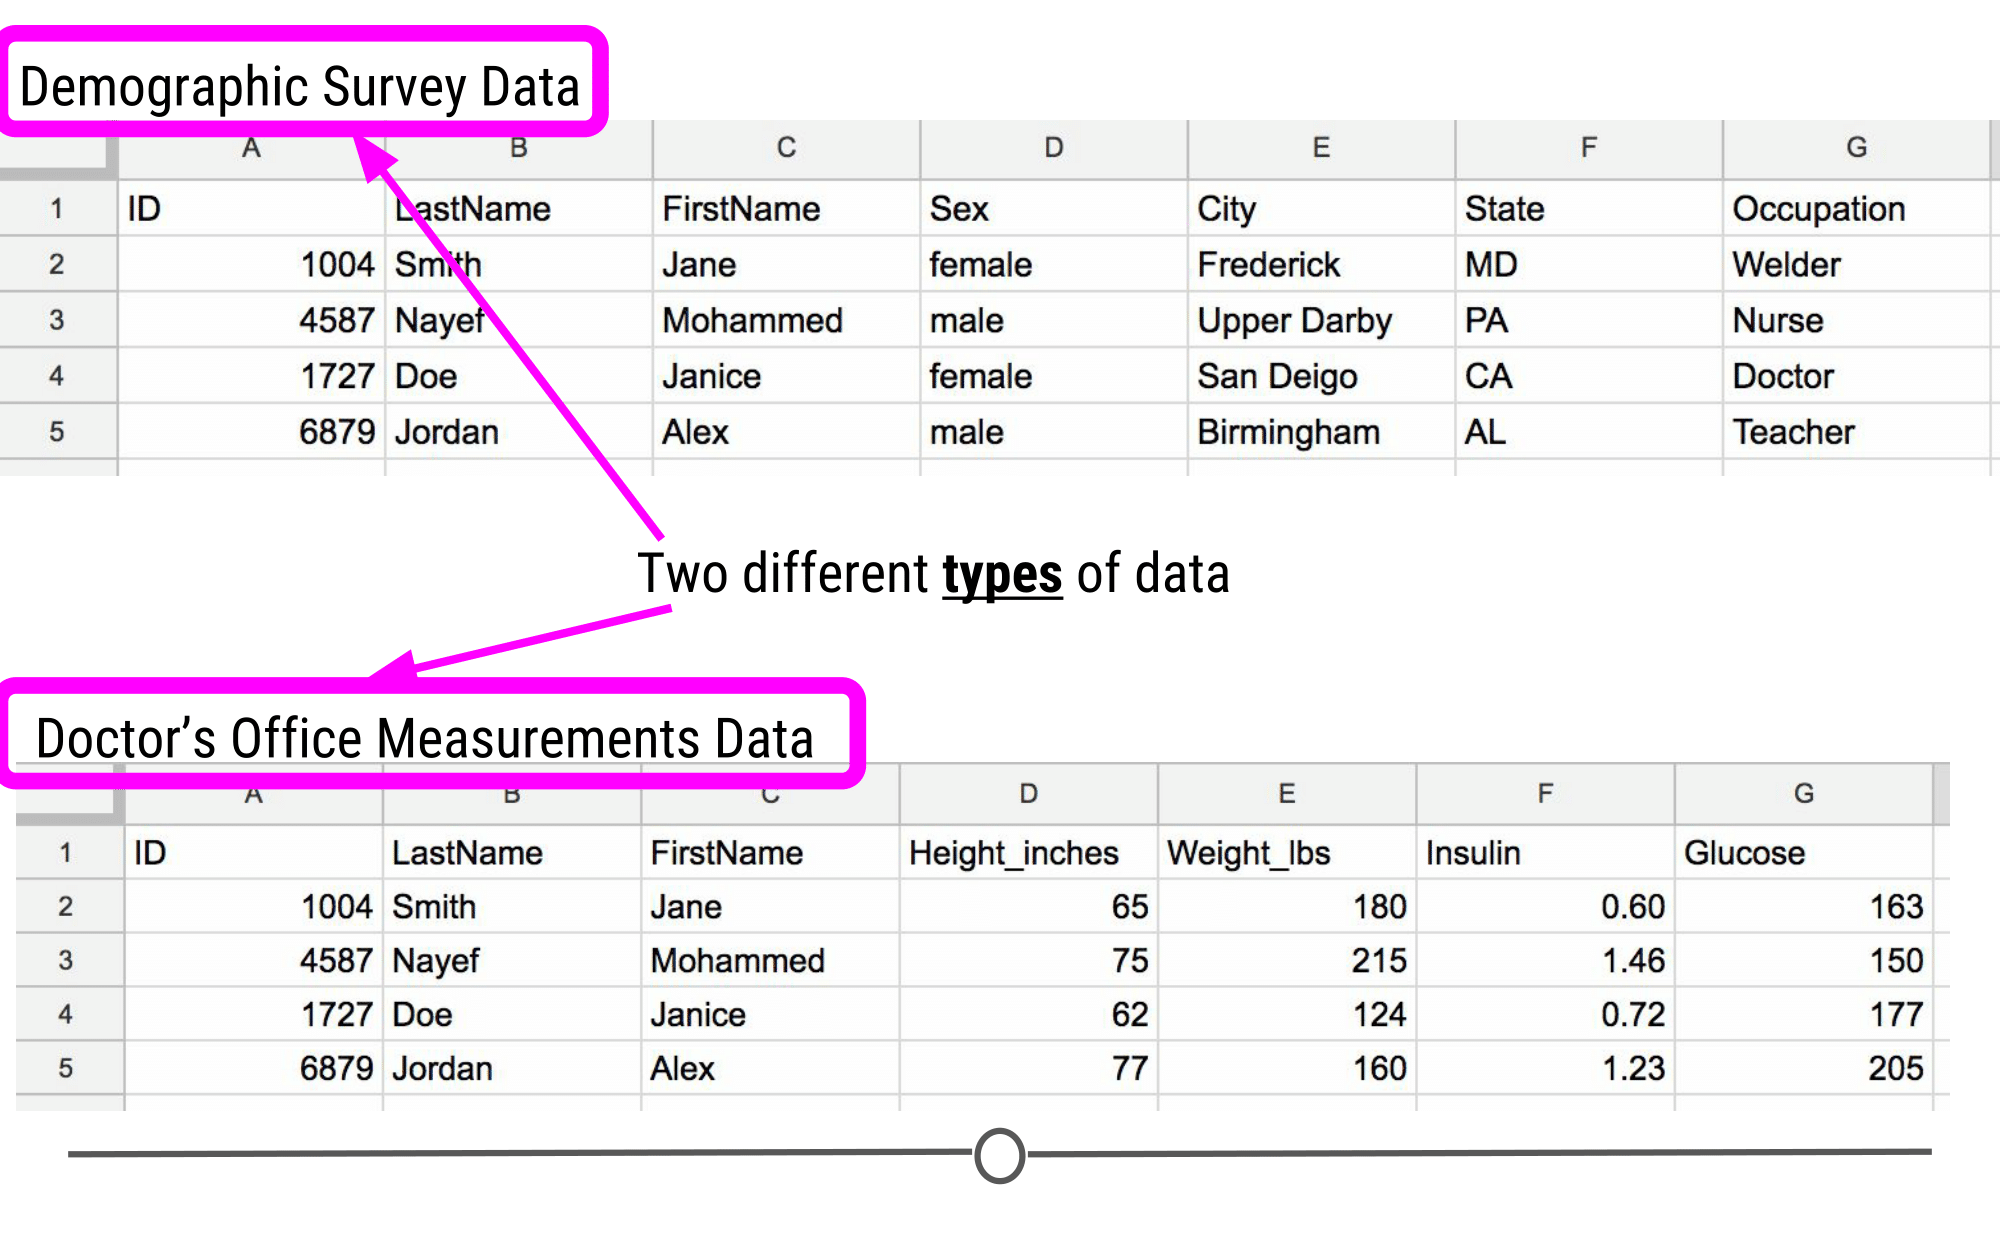 Demographic Survey Data
A B C D E F G
1 ID LastName FirstName Sex City State Occupation
2 1004 Smith Jane female Frederick MD Welder
3 4587 Nayef Mohammed male Upper Darby PA Nurse
4 1727 Doe Janice female San Deigo CA Doctor
5 6879 Jordan Alex male Birmingham AL Teacher
Two different types of data
Doctor’s Office Measurements Data
A B C D E F G
1 ID LastName FirstName Height_inches Weight_lbs Insulin Glucose
2 1004 Smith Jane 65 180 0.60 163
3 4587 Nayef Mohammed 75 215 1.46 150
4 1727 Doe Janice 62 124 0.72 177
5 6879 Jordan Alex 77 160 1.23 205